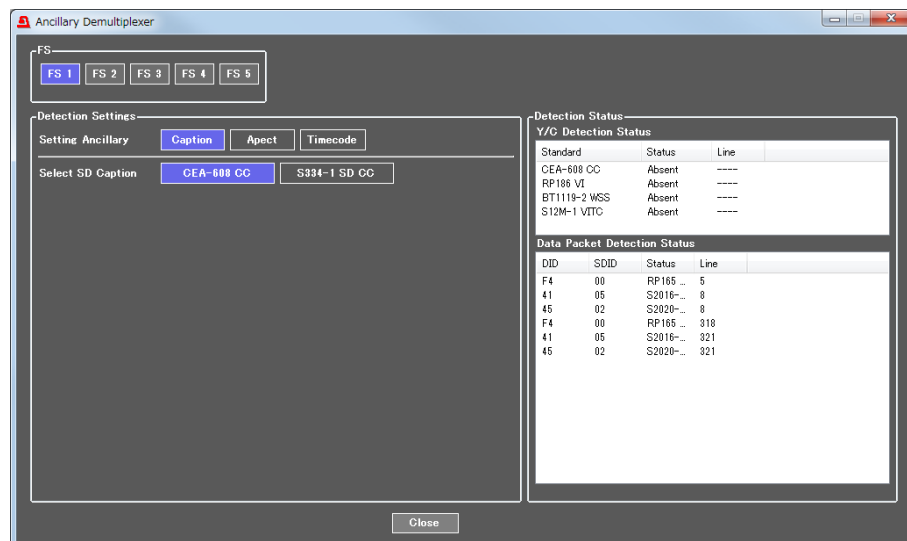 Ancillary Demultiplexer
FS
FS 1 FS 2 FS 3 FS 4 FS 5
Detection Settings
Setting Ancillary Caption Apect Timecode
Select SD Caption CEA-608 CC S334-1 SD CC
Detection Status
Y/C Detection Status
Standard Status Line
CEA-608 CC Absent ----
RP186 VI Absent ----
BT1119-2 WSS Absent ----
S12M-1 VITC Absent ----
Data Packet Detection Status
DID SDID Status Line
F4 00 RP165 ... 5
41 05 S2016-... 8
45 02 S2020-... 8
F4 00 RP165 ... 318
41 05 S2016-... 321
45 02 S2020-... 321
Close